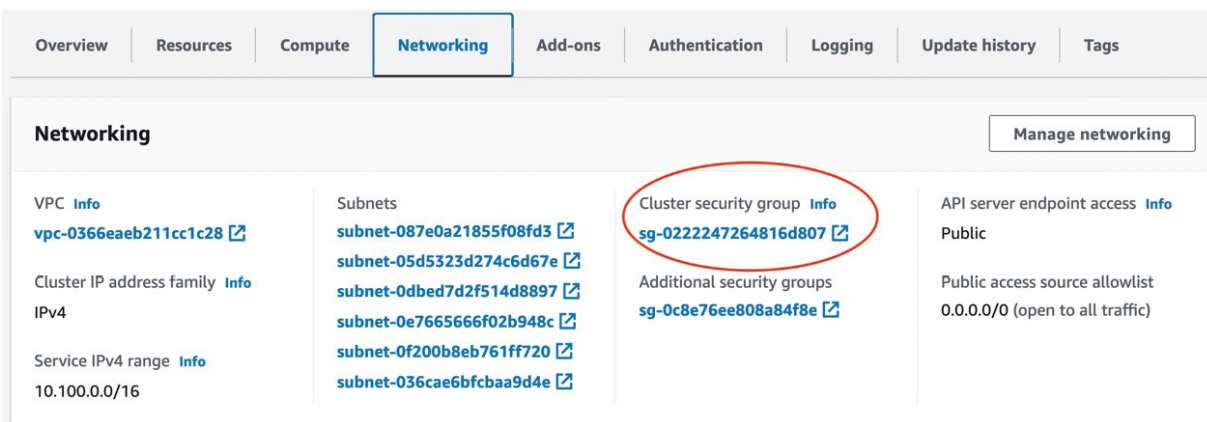 Overview
Resources
Compute
Networking
Add-ons
Authentication
Logging
Update history
Tags
Networking
Manage networking
VPC Info
vpc-0366eaeb211cc1c28
Cluster IP address family Info
IPv4
Service IPv4 range Info
10.100.0.0/16
Subnets
subnet-087e0a21855f08fd3
subnet-05d5323d274c6d67e
subnet-0dbed7d2f514d8897
subnet-0e7665666f02b948c
subnet-0f200b8eb761ff720
subnet-036cae6bfcbaa9d4e
Cluster security group Info
sg-0222247264816d807
Additional security groups
sg-0c8e76ee808a84f8e
API server endpoint access Info
Public
Public access source allowlist
0.0.0.0/0 (open to all traffic)